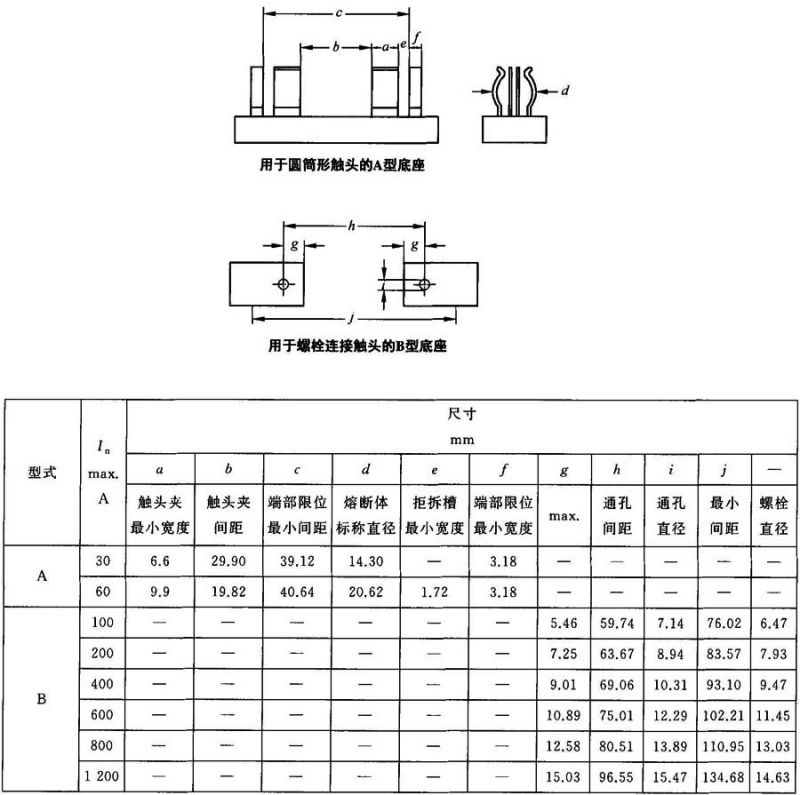 c
b
a
e
f
d
用于圆筒形触头的A型底座
h
g
g
i
j
用于螺栓连接触头的B型底座
型式
In
max.
A
尺寸
mm
a b c d e f g h i j —
触头夹 触头夹 端部限位 熔断体 拒拆槽 端部限位 max. 通孔 通孔 最小 螺栓
最小宽度 间距 最小间距 标称直径 最小宽度 最小宽度 间距 直径 间距 直径
A 30 6.6 29.90 39.12 14.30 — 3.18 — — — — —
60 9.9 19.82 40.64 20.62 1.72 3.18 — — — — —
B 100 — — — — — — 5.46 59.74 7.14 76.02 6.47
200 — — — — — — 7.25 63.67 8.94 83.57 7.93
400 — — — — — — 9.01 69.06 10.31 93.10 9.47
600 — — — — — — 10.89 75.01 12.29 102.21 11.45
800 — — — — — — 12.58 80.51 13.89 110.95 13.03
1 200 — — — — — — 15.03 96.55 15.47 134.68 14.63